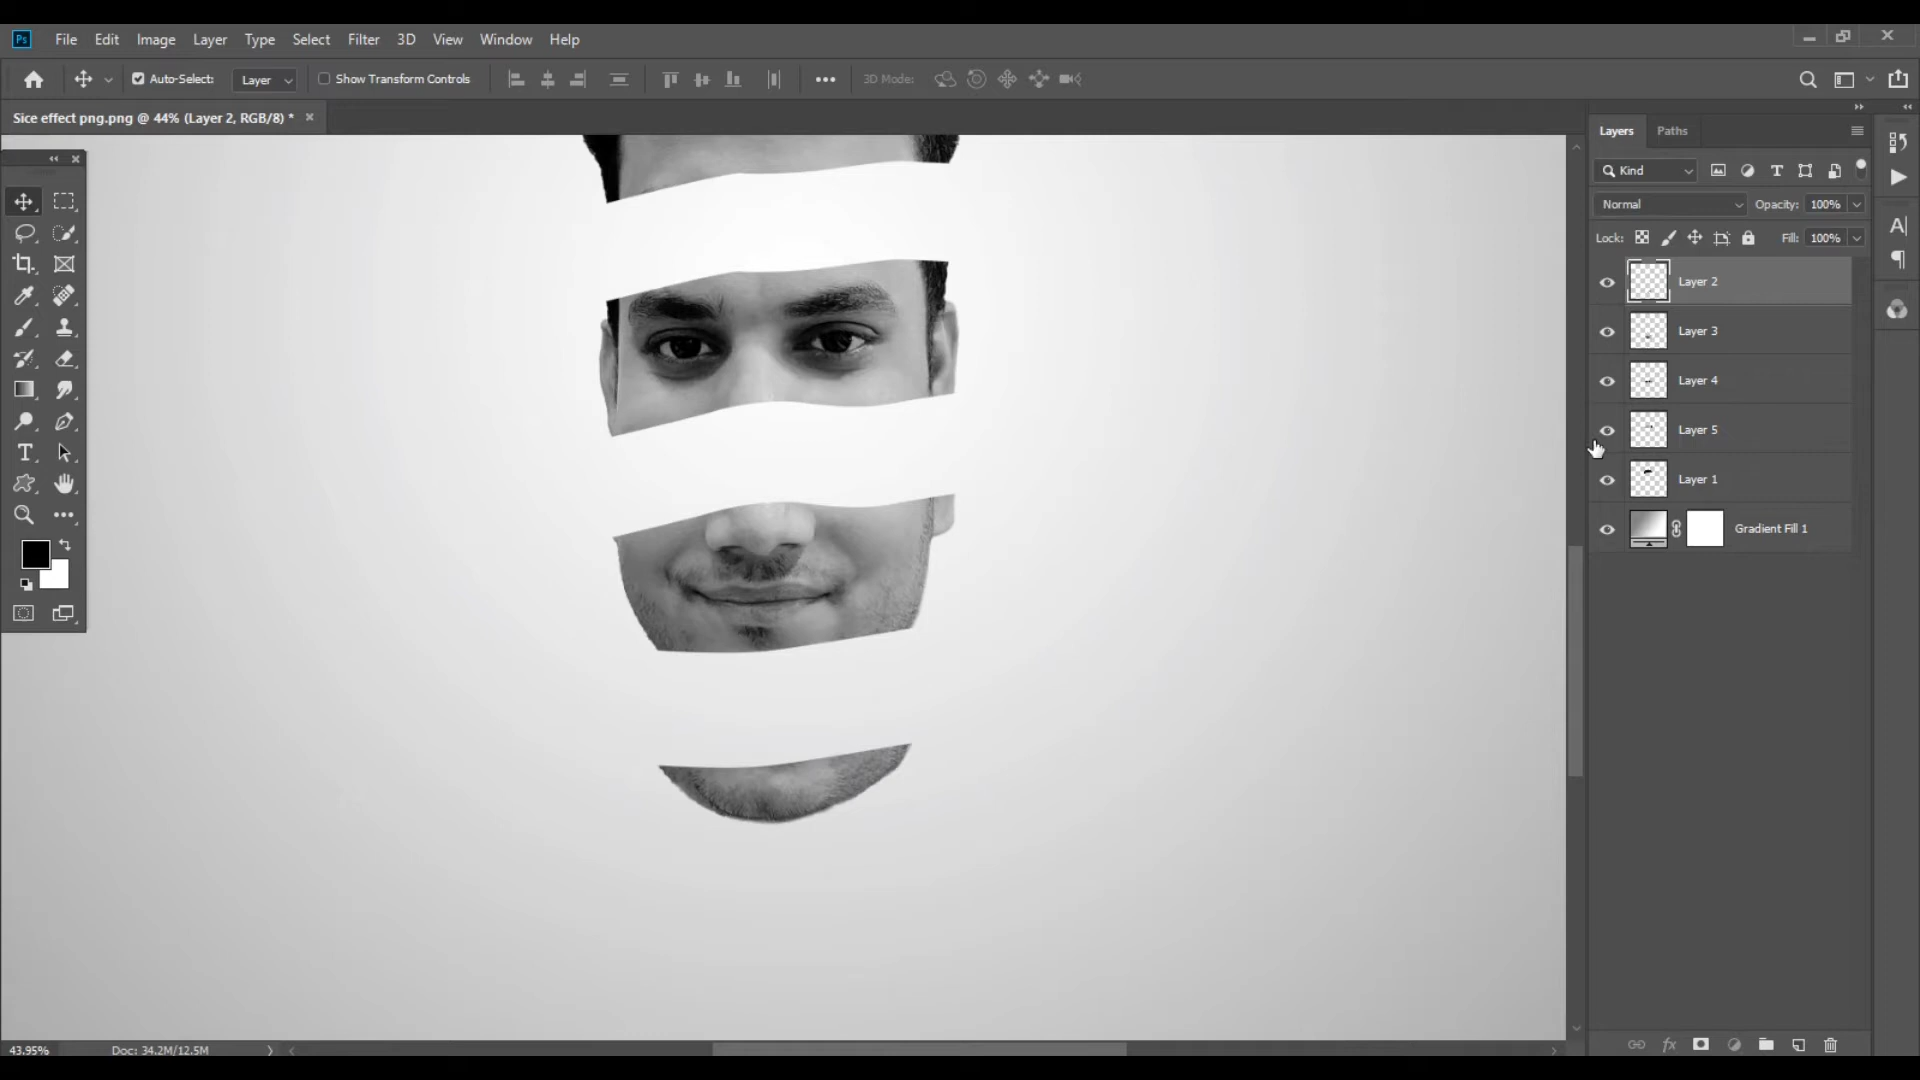 Ps File Edit Image Layer Type Select Filter 3D View Window Help
Auto-Select: Layer Show Transform Controls 3D Mode:
Sice effect png.png @ 44% (Layer 2, RGB/8) *
Layers Paths
Kind
Normal Opacity: 100%
Lock: Fill: 100%
Layer 2
Layer 3
Layer 4
Layer 5
Layer 1
Gradient Fill 1
43.95% Doc: 34.2M/12.5M